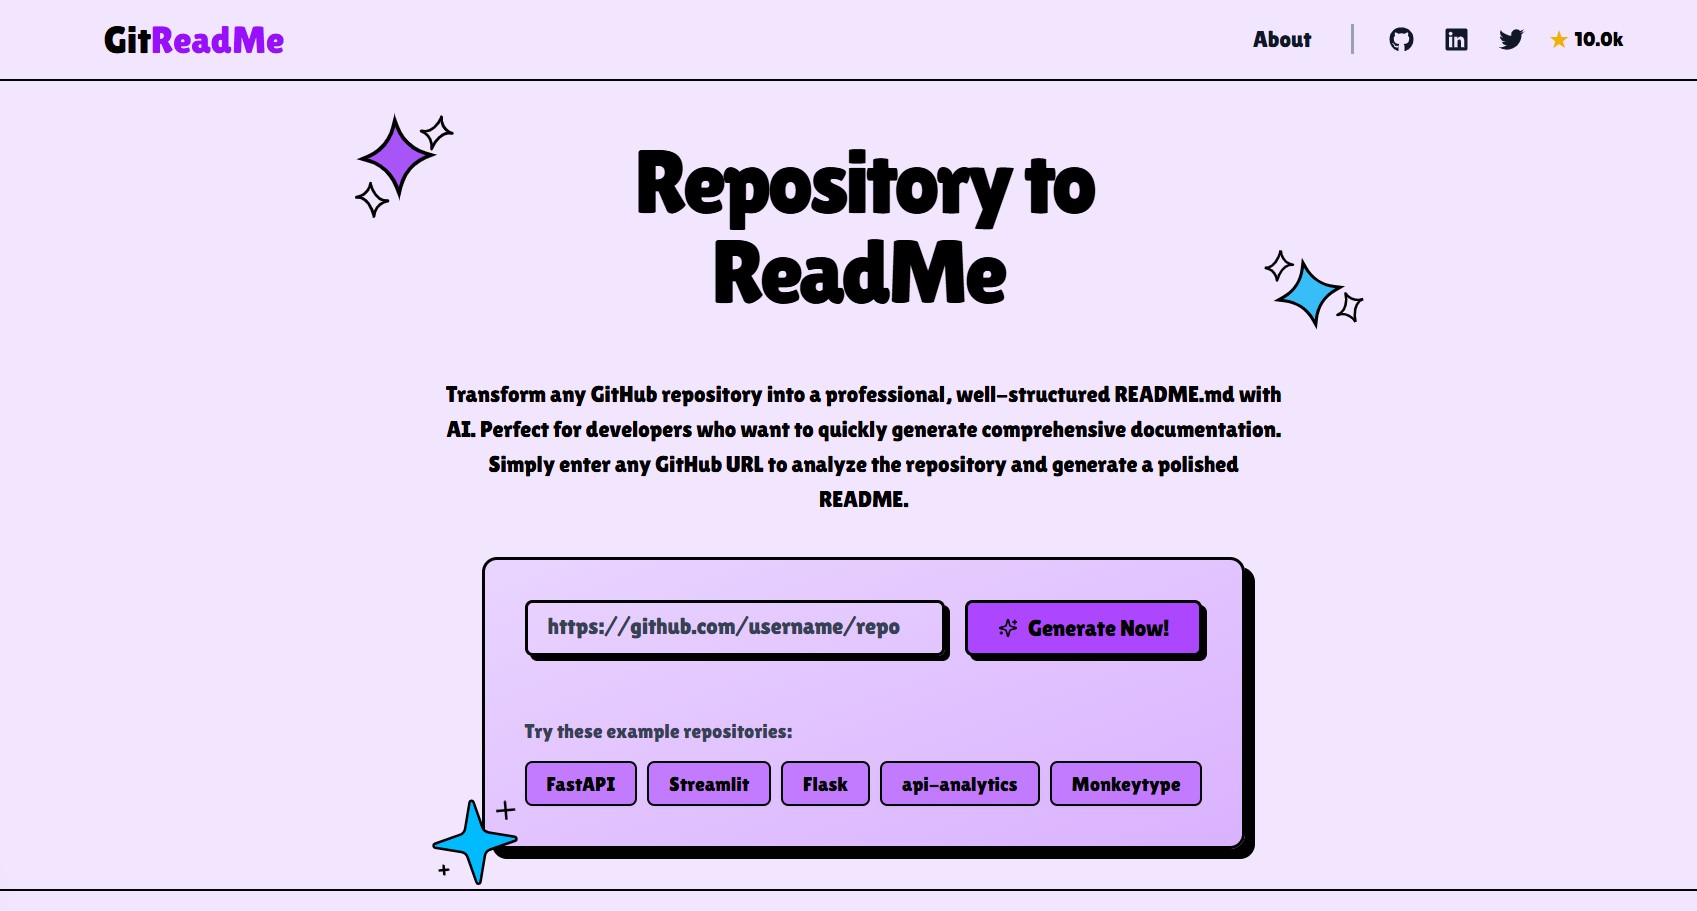 GitReadMe
About
10.0k
Repository to
ReadMe
Transform any GitHub repository into a professional, well-structured README.md with
AI. Perfect for developers who want to quickly generate comprehensive documentation.
Simply enter any GitHub URL to analyze the repository and generate a polished
README.
https://github.com/username/repo
Generate Now!
Try these example repositories:
FastAPI
Streamlit
Flask
api-analytics
Monkeytype